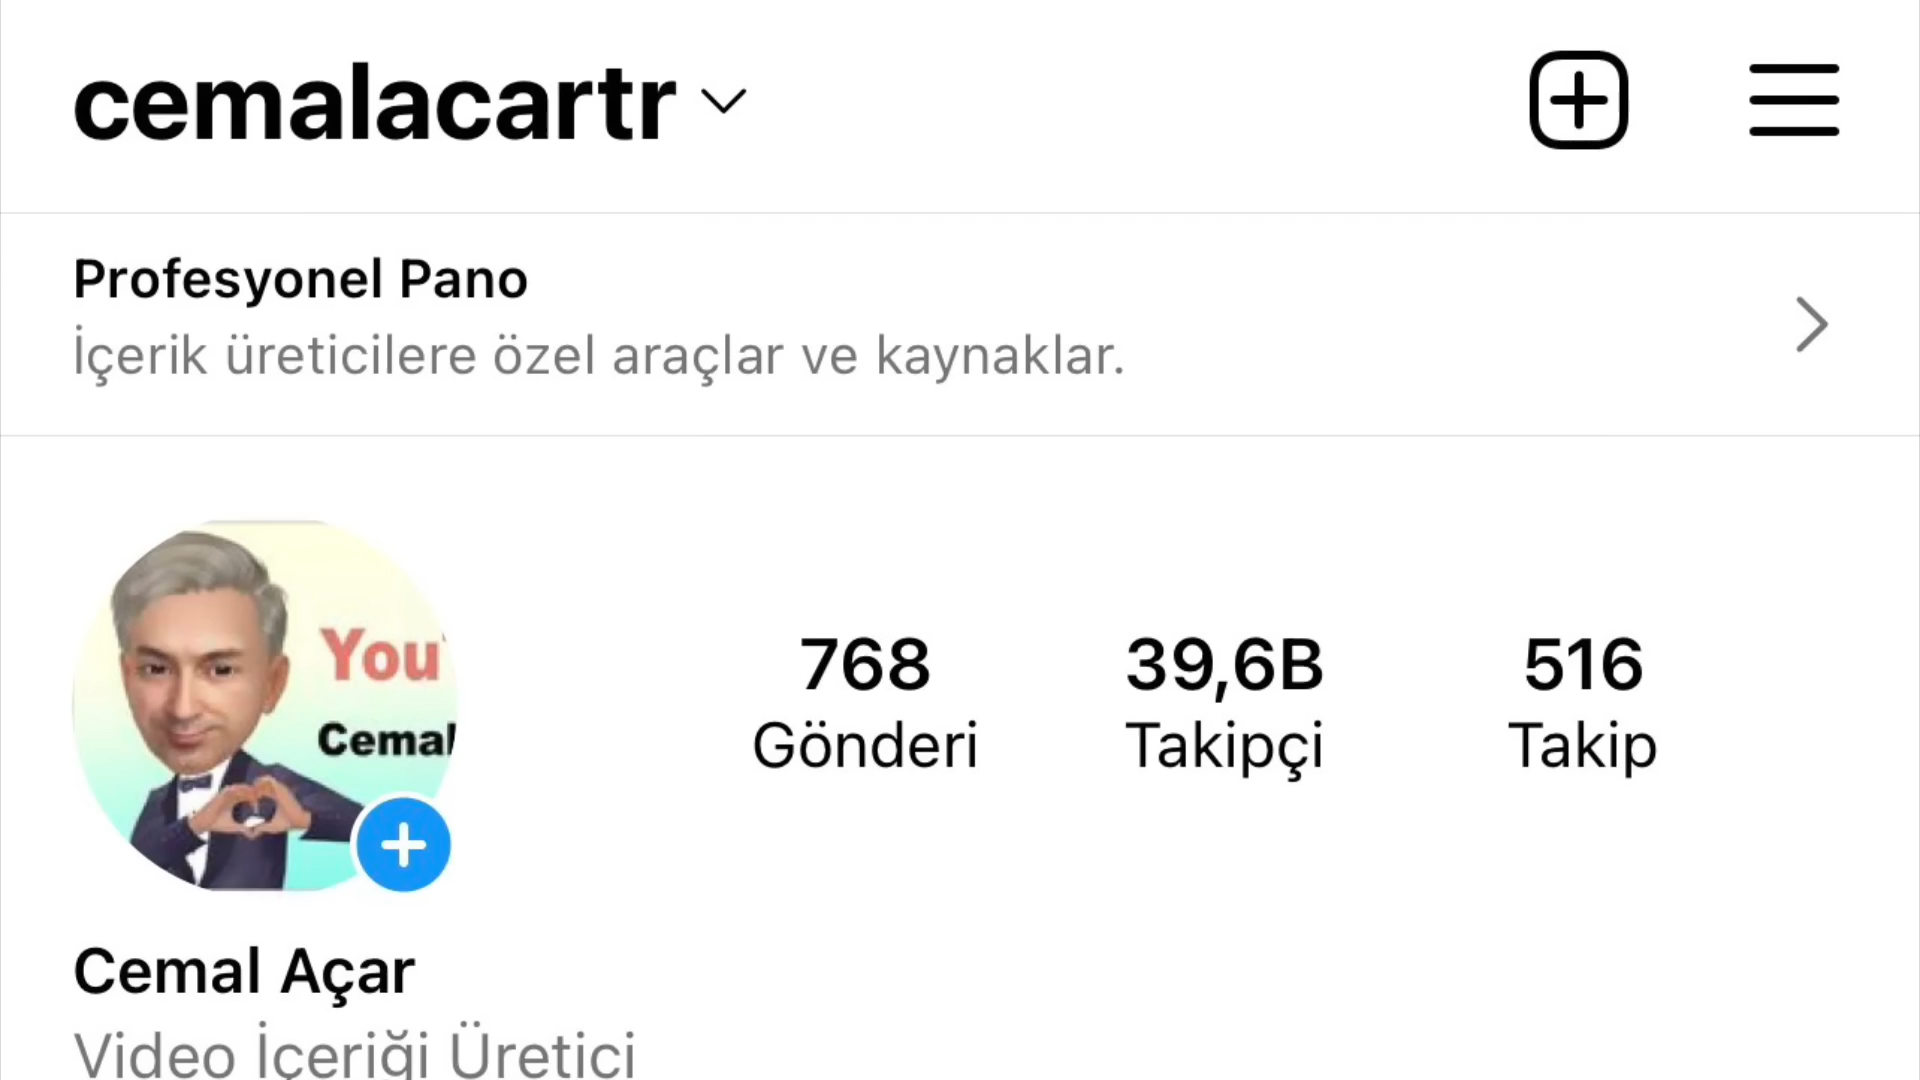 cemalacartr
Profesyonel Pano
İçerik üreticilere özel araçlar ve kaynaklar.
You
Cemal
768
39,6B
516
Gönderi
Takipçi
Takip
Cemal Açar
Video İçeriği Üretici